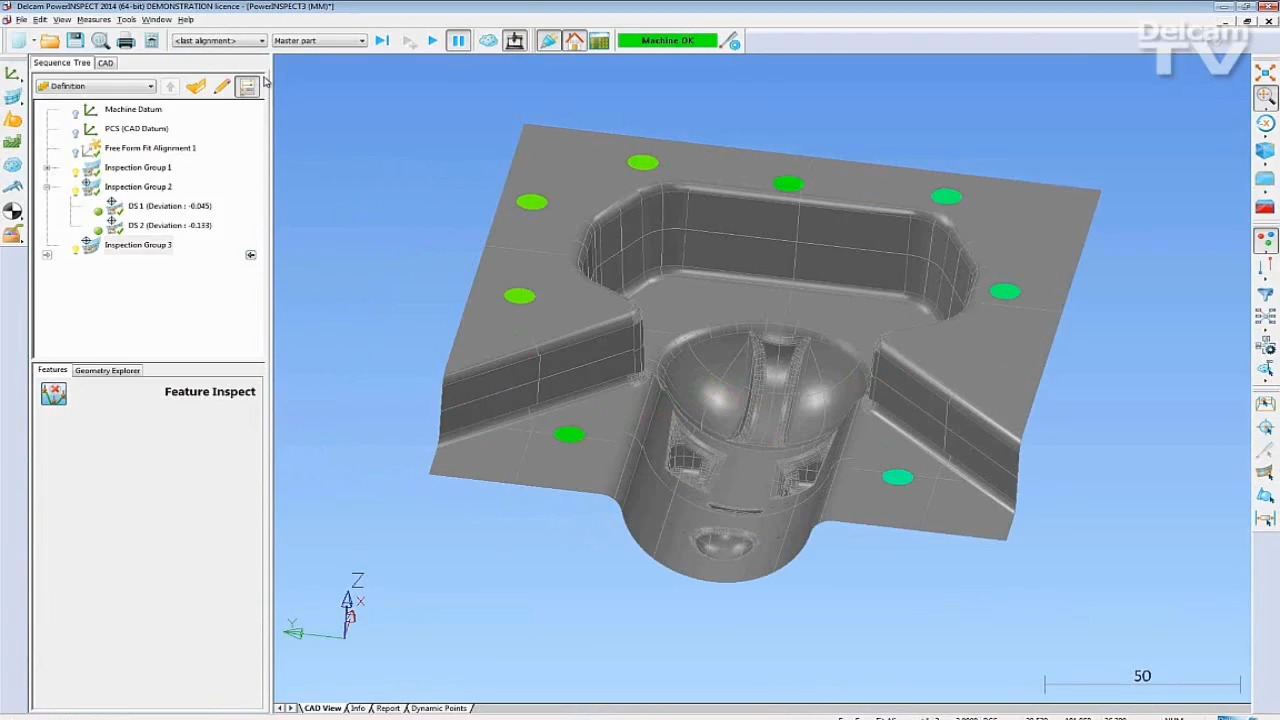 Delcam PowerINSPECT 2014 (64-bit) DEMONSTRATION licence - [PowerINSPECT3 (MM)*]
File Edit View Measures Tools Window Help
<last alignment> Master part Machine OK
Delcam
TV
Sequence Tree CAD
Definition
Machine Datum
PCS (CAD Datum)
Free Form Fit Alignment 1
Inspection Group 1
Inspection Group 2
DS 1 (Deviation : -0.045)
DS 2 (Deviation : -0.133)
Inspection Group 3
Features Geometry Explorer
Feature Inspect
Z
X
Y
50
CAD View Info Report Dynamic Points